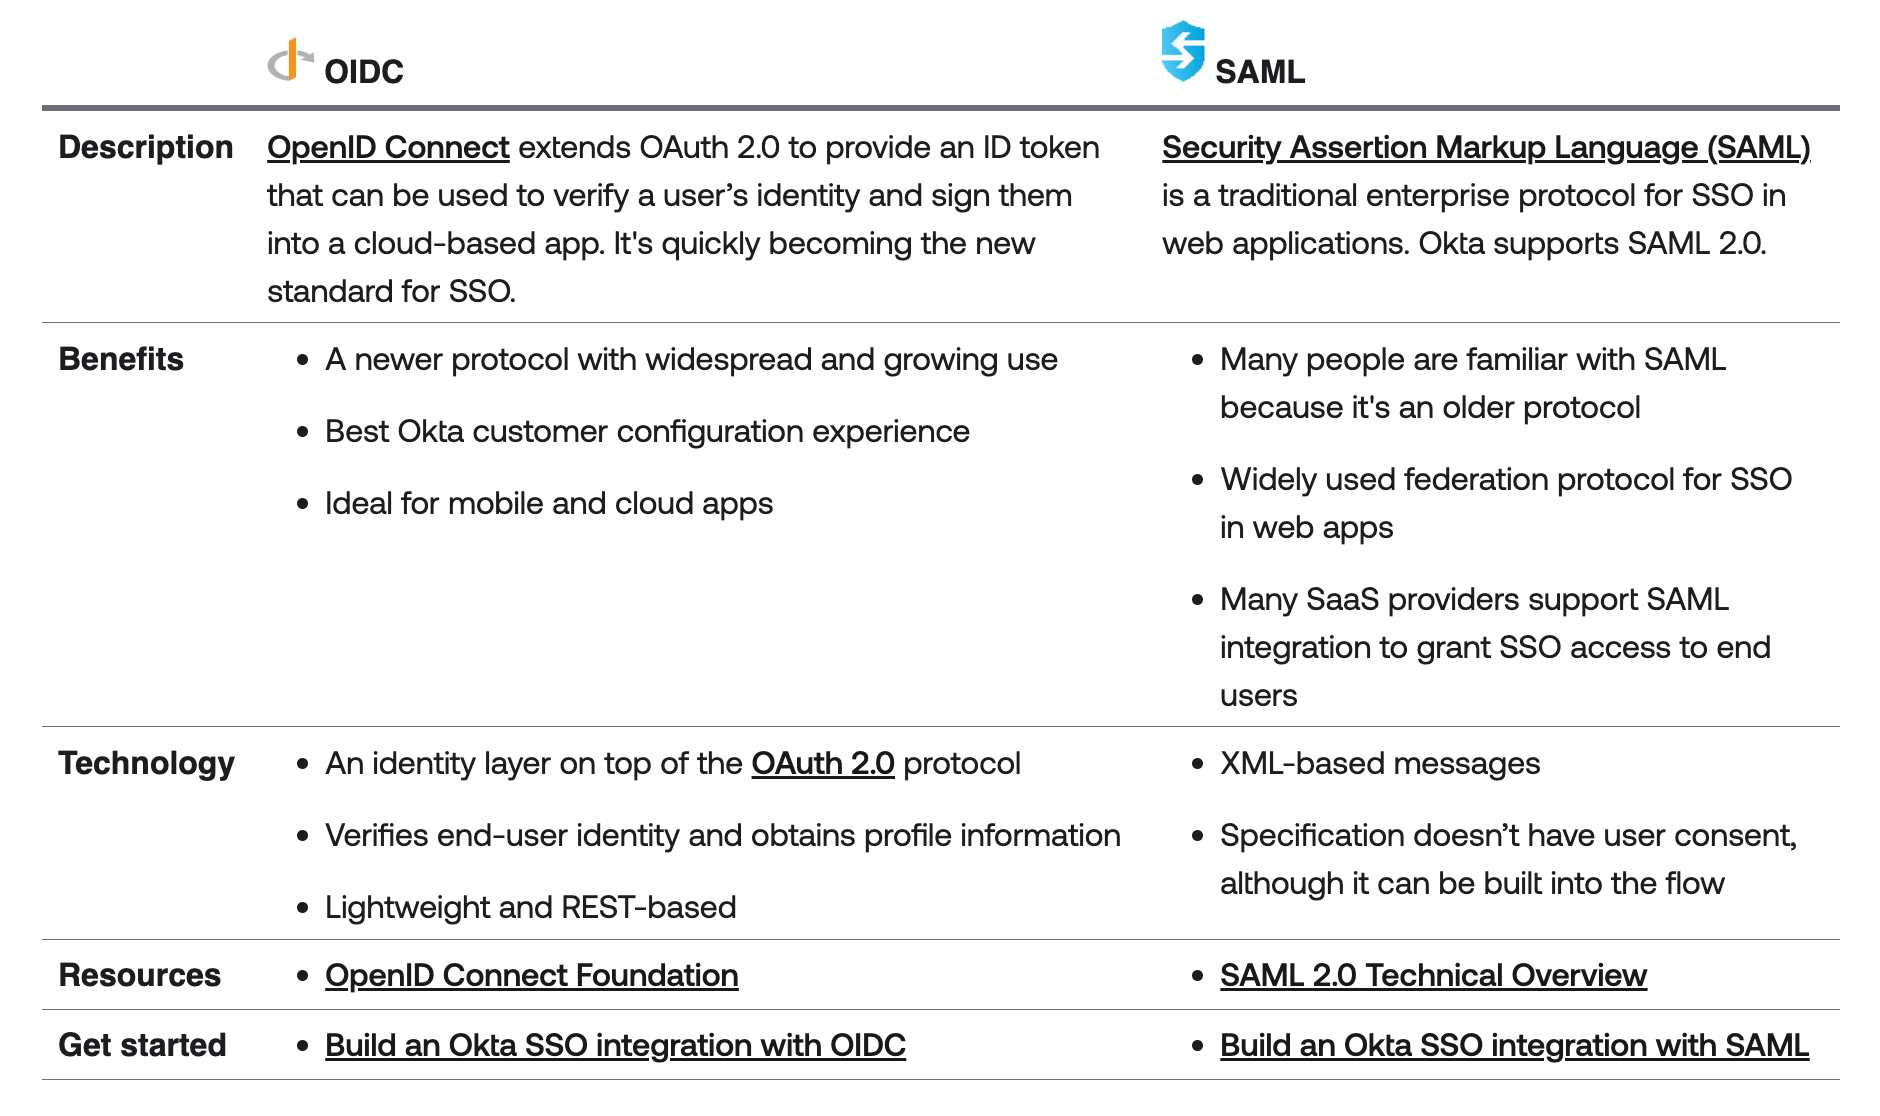 OIDC
SAML
Description
OpenID Connect extends OAuth 2.0 to provide an ID token
that can be used to verify a user’s identity and sign them
into a cloud-based app. It's quickly becoming the new
standard for SSO.
Security Assertion Markup Language (SAML)
is a traditional enterprise protocol for SSO in
web applications. Okta supports SAML 2.0.
Benefits
• A newer protocol with widespread and growing use
• Best Okta customer configuration experience
• Ideal for mobile and cloud apps
• Many people are familiar with SAML
because it's an older protocol
• Widely used federation protocol for SSO
in web apps
• Many SaaS providers support SAML
integration to grant SSO access to end
users
Technology
• An identity layer on top of the OAuth 2.0 protocol
• Verifies end-user identity and obtains profile information
• Lightweight and REST-based
• XML-based messages
• Specification doesn’t have user consent,
although it can be built into the flow
Resources
• OpenID Connect Foundation
• SAML 2.0 Technical Overview
Get started
• Build an Okta SSO integration with OIDC
• Build an Okta SSO integration with SAML